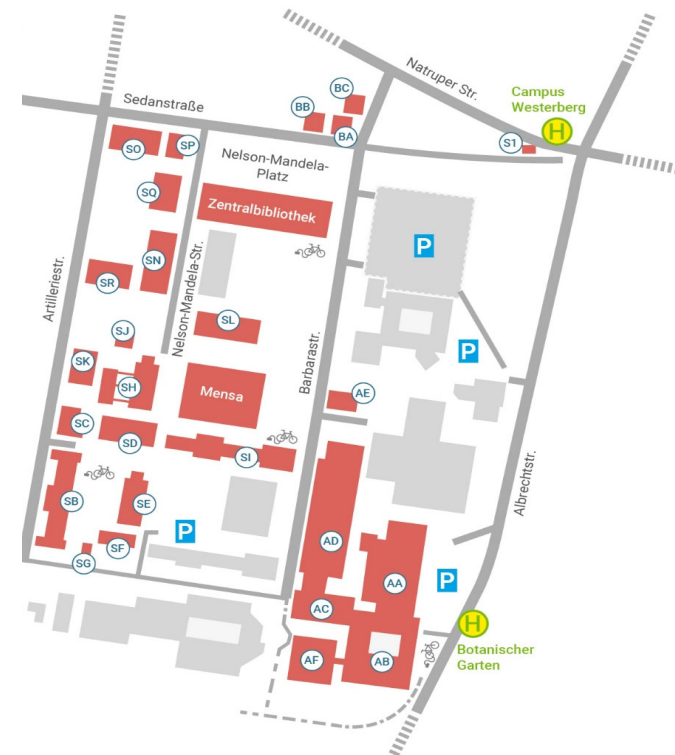 Natruper Str.
Campus
Westerberg
H
BC
BB
BA
Sedanstraße
S1
SO
SP
Nelson-Mandela-
Platz
SQ
Zentralbibliothek
P
SN
SR
Artilleriestr.
Nelson-Mandela-Str.
SJ
SL
Barbarastr.
P
SK
SH
Mensa
AE
SC
SD
SI
Albrechtstr.
SB
SE
P
SF
SG
AD
AA
P
AC
H
Botanischer
Garten
AF
AB